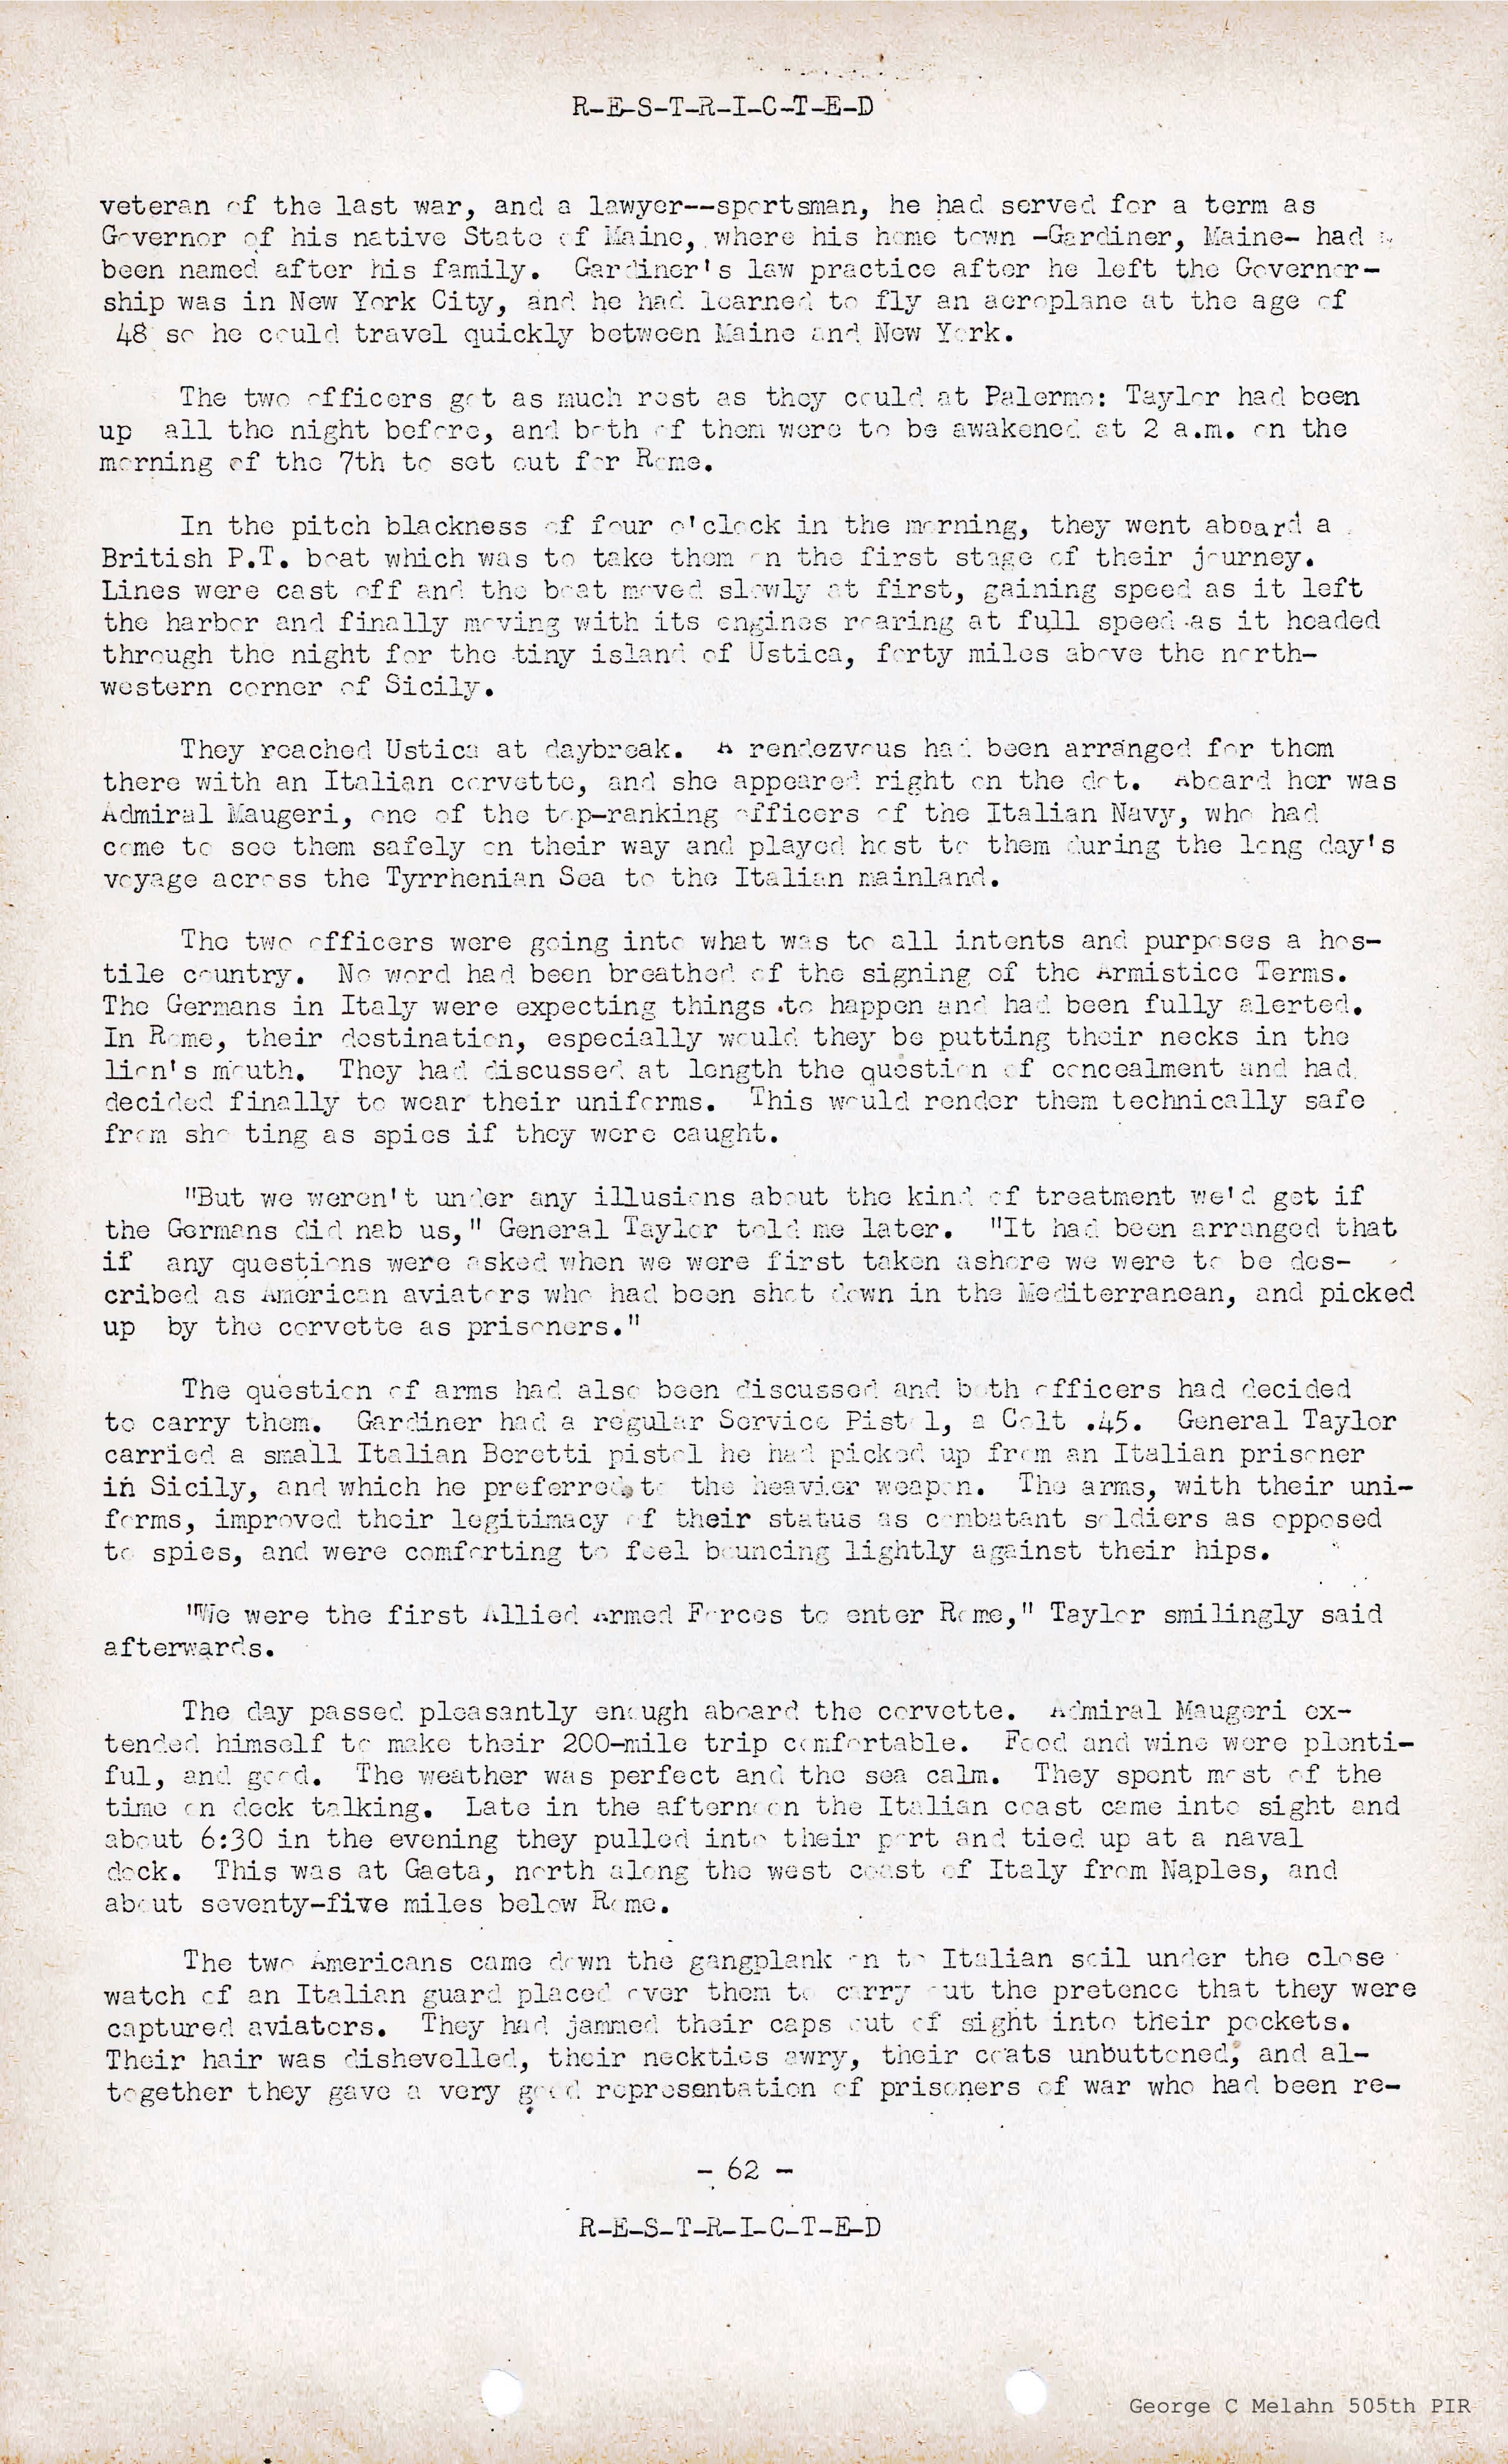 R-E-S-T-R-I-C-T-E-D
veteran of the last war, and a lawyer--sportsman, he had served for a term as
Governor of his native State of Maine, where his home town -Gardiner, Maine- had
been named after his family. Gardiner's law practice after he left the Governor-
ship was in New York City, and he had learned to fly an aeroplane at the age of
48 so he could travel quickly between Maine and New York.
The two officers got as much rest as they could at Palermo: Taylor had been
up all the night before, and both of them were to be awakened at 2 a.m. on the
morning of the 7th to set out for Rome.
In the pitch blackness of four o'clock in the morning, they went aboard a
British P.T. boat which was to take them on the first stage of their journey.
Lines were cast off and the boat moved slowly at first, gaining speed as it left
the harbor and finally moving with its engines roaring at full speed as it headed
through the night for the tiny island of Ustica, forty miles above the north-
western corner of Sicily.
They reached Ustica at daybreak. A rendezvous had been arranged for them
there with an Italian corvette, and she appeared right on the dot. Aboard her was
Admiral Maugeri, one of the top-ranking officers of the Italian Navy, who had
come to see them safely on their way and played host to them during the long day's
voyage across the Tyrrhenian Sea to the Italian mainland.
The two officers were going into what was to all intents and purposes a hos-
tile country. No word had been breathed of the signing of the Armistice Terms.
The Germans in Italy were expecting things to happen and had been fully alerted.
In Rome, their destination, especially would they be putting their necks in the
lion's mouth. They had discussed at length the question of concealment and had
decided finally to wear their uniforms. This would render them technically safe
from shooting as spies if they were caught.
"But we weren't under any illusions about the kind of treatment we'd get if
the Germans did nab us," General Taylor told me later. "It had been arranged that
if any questions were asked when we were first taken ashore we were to be des-
cribed as American aviators who had been shot down in the Mediterranean, and picked
up by the corvette as prisoners."
The question of arms had also been discussed and both officers had decided
to carry them. Gardiner had a regular Service Pistol, a Colt .45. General Taylor
carried a small Italian Beretti pistol he had picked up from an Italian prisoner
in Sicily, and which he preferred to the heavier weapon. The arms, with their uni-
forms, improved their legitimacy of their status as combatant soldiers as opposed
to spies, and were comforting to feel bouncing lightly against their hips.
"We were the first Allied Armed Forces to enter Rome," Taylor smilingly said
afterwards.
The day passed pleasantly enough aboard the corvette. Admiral Maugeri ex-
tended himself to make their 200-mile trip comfortable. Food and wine were plenti-
ful, and good. The weather was perfect and the sea calm. They spent most of the
time on deck talking. Late in the afternoon the Italian coast came into sight and
about 6:30 in the evening they pulled into their port and tied up at a naval
dock. This was at Gaeta, north along the west coast of Italy from Naples, and
about seventy-five miles below Rome.
The two Americans came down the gangplank on to Italian soil under the close
watch of an Italian guard placed over them to carry out the pretence that they were
captured aviators. They had jammed their caps out of sight into their pockets.
Their hair was dishevelled, their neckties awry, their coats unbuttoned, and al-
together they gave a very good representation of prisoners of war who had been re-
- 62 -
R-E-S-T-R-I-C-T-E-D
George C Melahn 505th PIR